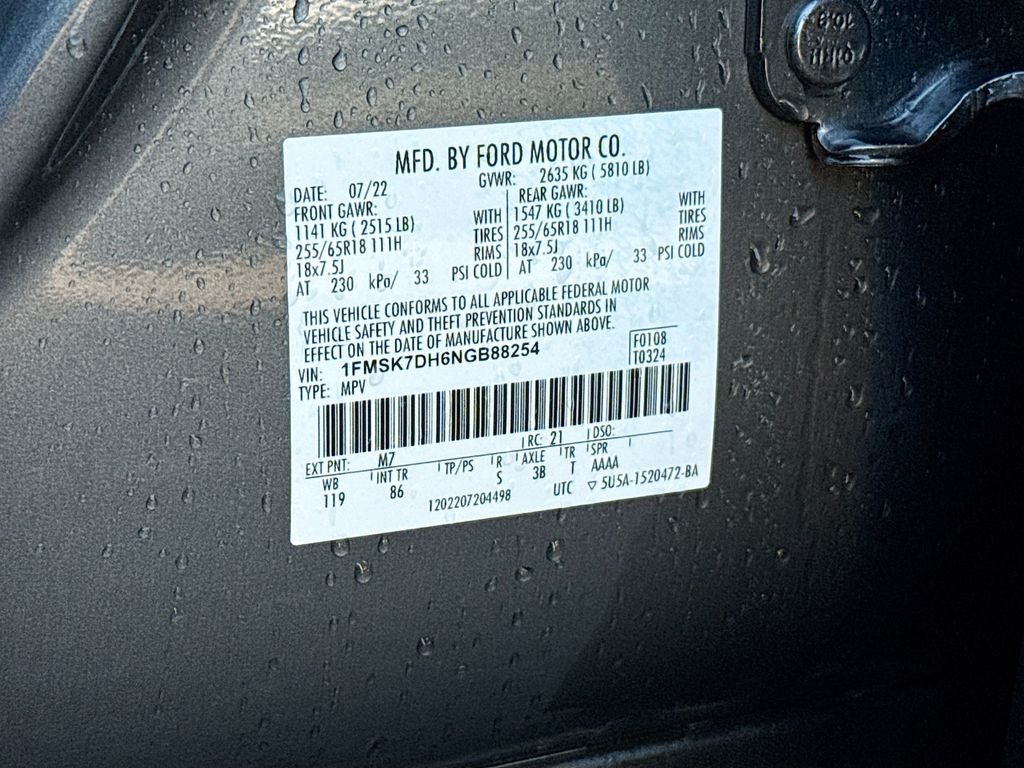 MFD. BY FORD MOTOR CO.
DATE: 07/22 GVWR: 2635 KG ( 5810 LB)
FRONT GAWR: REAR GAWR:
1141 KG ( 2515 LB) WITH 1547 KG ( 3410 LB) WITH
255/65R18 111H TIRES 255/65R18 111H TIRES
18x7.5J RIMS 18x7.5J RIMS
AT 230 kPa/ 33 PSI COLD AT 230 kPa/ 33 PSI COLD
THIS VEHICLE CONFORMS TO ALL APPLICABLE FEDERAL MOTOR
VEHICLE SAFETY AND THEFT PREVENTION STANDARDS IN
EFFECT ON THE DATE OF MANUFACTURE SHOWN ABOVE.
VIN: 1FMSK7DH6NGB88254 F0108
TYPE: MPV T0324
EXT PNT: M7 RC: 21 DSO:
WB INT TR TP/PS R AXLE TR SPR
119 86 S 3B T AAAA
1202207204498 UTC ▽ 5U5A-1520472-BA
10.9